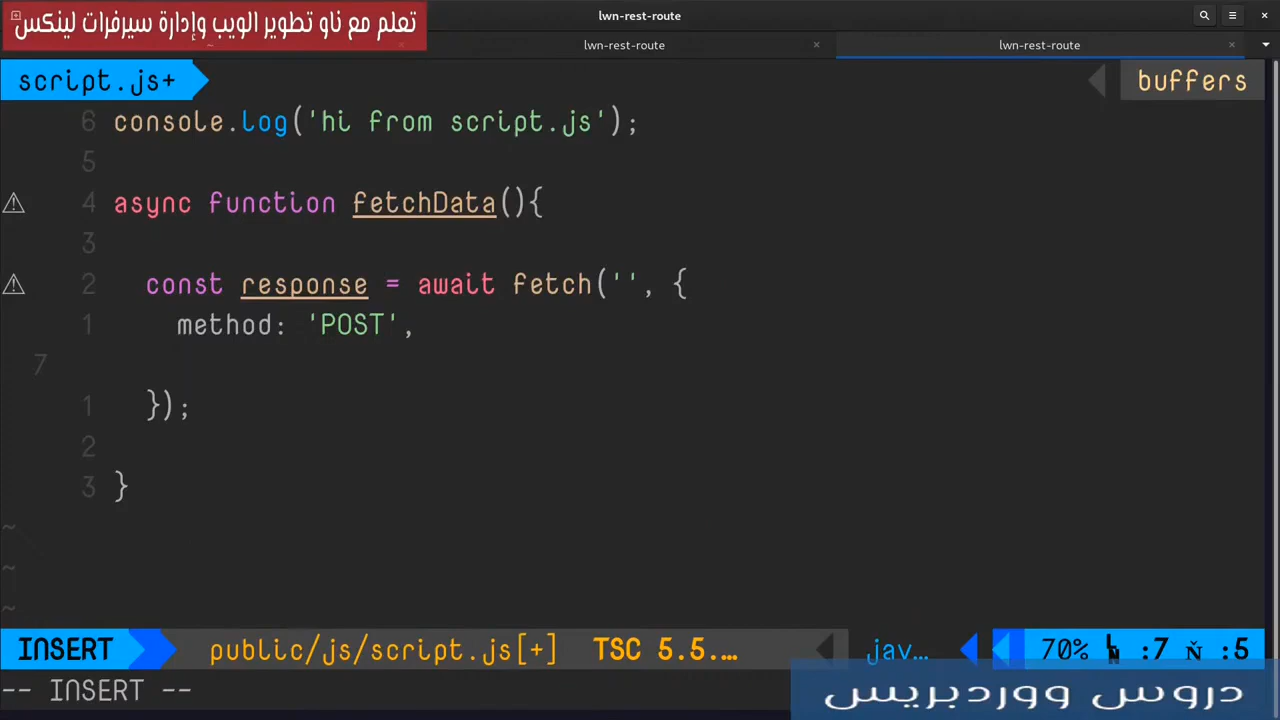 تعلم مع ناو تطوير الويب وإدارة سيرفرات لينكس
lwn-rest-route
lwn-rest-route
lwn-rest-route
script.js+
buffers
6 console.log('hi from script.js');
5
4 async function fetchData(){
3
2 const response = await fetch('', {
1 method: 'POST',
7
1 });
2
3 }
~
~
~
INSERT public/js/script.js[+] TSC 5.5.… jav… 70% :7 :5
-- INSERT --
دروس ووردبريس